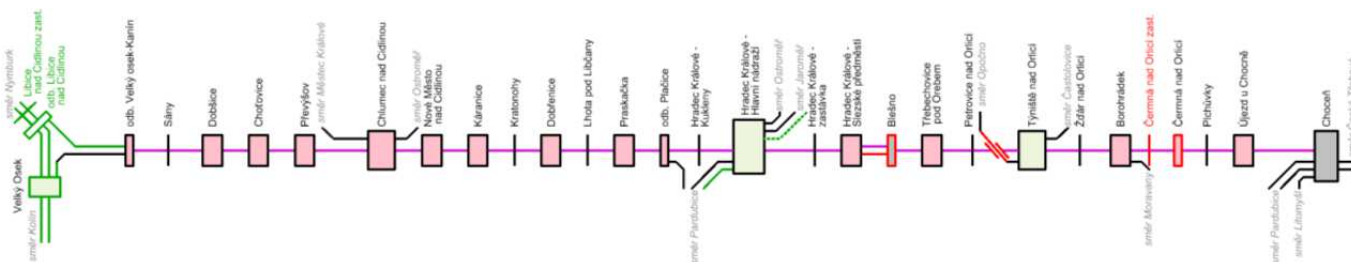 směr Nymburk
Libice
nad Cidlinou zast.
odb. Libice
nad Cidlinou
Velký Osek
směr Kolín
odb. Velký osek-Kanín
Sány
Dobšice
Choťovice
Převýšov
směr Městec Králové
Chlumec nad Cidlinou
směr Ostroměř
Nové Město
nad Cidlinou
Káranice
Kratonohy
Dobřenice
Lhota pod Libčany
Praskačka
odb. Plačice
Hradec Králové -
Kukleny
směr Pardubice
Hradec Králové -
Hlavní nádraží
směr Ostroměř
směr Jaroměř
Hradec Králové -
zastávka
Hradec Králové -
Slezské předměstí
Blešno
Třebechovice
pod Orebem
Petrovice nad Orlicí
směr Opočno
Týniště nad Orlicí
směr Častolovice
Žďár nad Orlicí
Borohrádek
směr Moravany
Čermná nad Orlicí zast.
Čermná nad Orlicí
Plchůvky
Újezd u Chocně
směr Pardubice
směr Litomyšl
Choceň